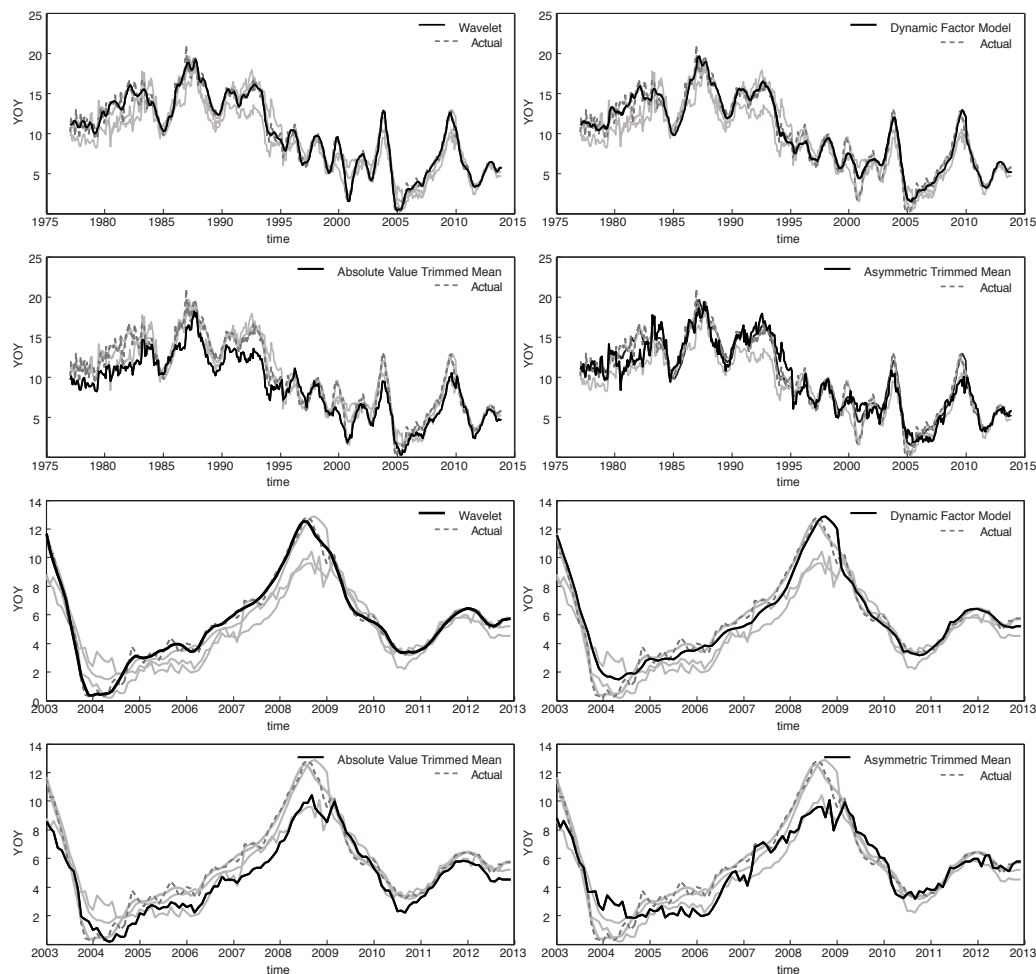 25
20
15
10
5
YOY
Wavelet
Actual
1975 1980 1985 1990 1995 2000 2005 2010 2015
time
25
20
15
10
5
YOY
Dynamic Factor Model
Actual
1975 1980 1985 1990 1995 2000 2005 2010 2015
time
25
20
15
10
5
YOY
Absolute Value Trimmed Mean
Actual
1975 1980 1985 1990 1995 2000 2005 2010 2015
time
25
20
15
10
5
YOY
Asymmetric Trimmed Mean
Actual
1975 1980 1985 1990 1995 2000 2005 2010 2015
time
14
12
10
8
6
4
2
0
YOY
Wavelet
Actual
2003 2004 2005 2006 2007 2008 2009 2010 2011 2012 2013
time
14
12
10
8
6
4
2
YOY
Dynamic Factor Model
Actual
2003 2004 2005 2006 2007 2008 2009 2010 2011 2012 2013
time
14
12
10
8
6
4
2
YOY
Absolute Value Trimmed Mean
Actual
2003 2004 2005 2006 2007 2008 2009 2010 2011 2012 2013
time
14
12
10
8
6
4
2
YOY
Asymmetric Trimmed Mean
Actual
2003 2004 2005 2006 2007 2008 2009 2010 2011 2012 2013
time